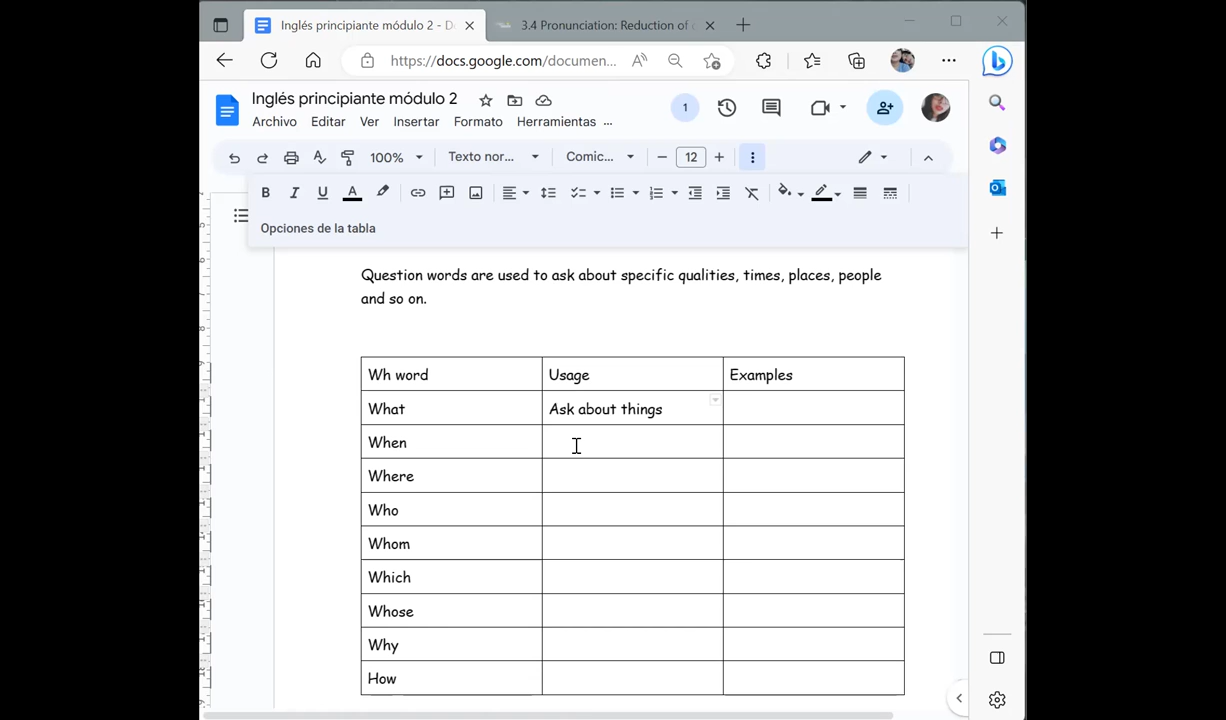 Inglés principiante módulo 2 - D
3.4 Pronunciation: Reduction of
https://docs.google.com/documen...
Inglés principiante módulo 2
1
Archivo Editar Ver Insertar Formato Herramientas ...
100% Texto nor... Comic... 12
Opciones de la tabla
Question words are used to ask about specific qualities, times, places, people
and so on.
Wh word Usage Examples
What Ask about things
When
Where
Who
Whom
Which
Whose
Why
How